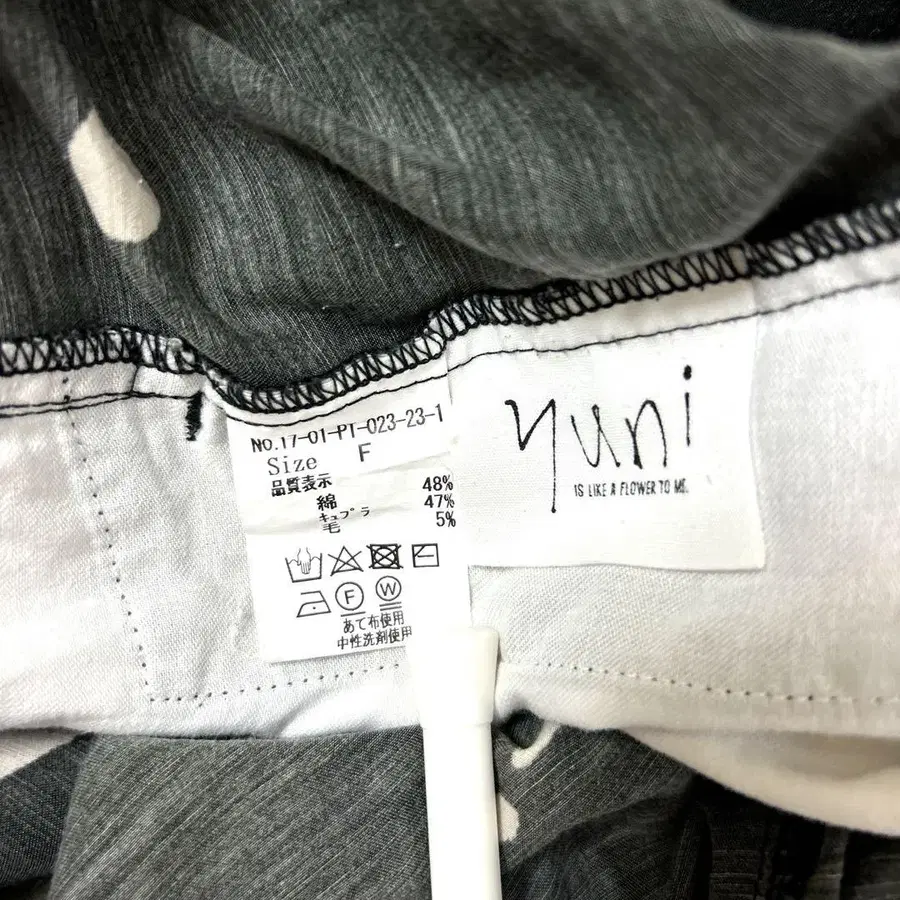 No.17-01-PT-023-23-1
Size F
品質表示
綿 48%
キュプラ 47%
毛 5%
F W
あて布使用
中性洗剤使用
yuni
IS LIKE A FLOWER TO ME.